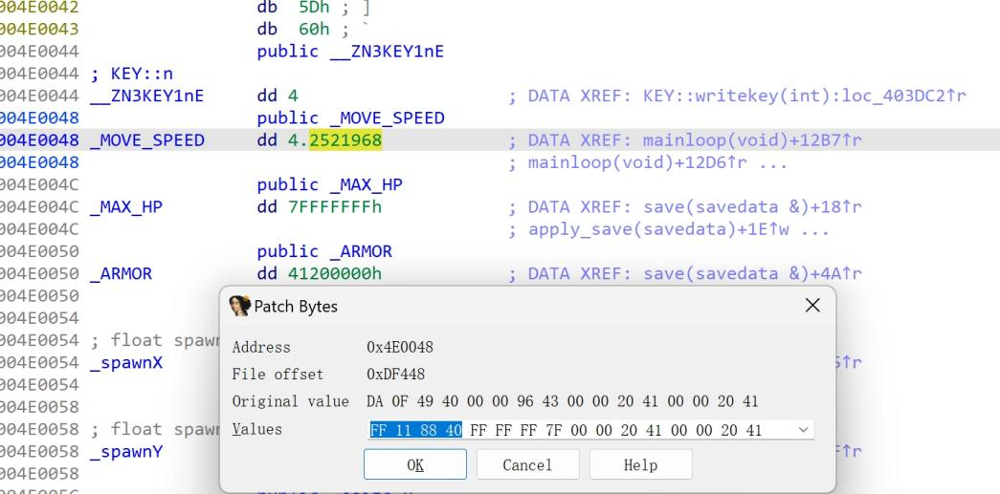 004E0042 db 5Dh ; ]
004E0043 db 60h ; `
004E0044 public __ZN3KEY1nE
004E0044 ; KEY::n
004E0044 __ZN3KEY1nE dd 4 ; DATA XREF: KEY::writekey(int):loc_403DC2↑r
004E0048 public _MOVE_SPEED
004E0048 _MOVE_SPEED dd 4.2521968 ; DATA XREF: mainloop(void)+12B7↑r
004E0048 ; mainloop(void)+12D6↑r ...
004E004C public _MAX_HP
004E004C _MAX_HP dd 7FFFFFFFh ; DATA XREF: save(savedata &)+18↑r
004E004C ; apply_save(savedata)+1E↑w ...
004E0050 public _ARMOR
004E0050 _ARMOR dd 41200000h ; DATA XREF: save(savedata &)+4A↑r
004E0050
004E0054
004E0054 ; float spawn
004E0054 _spawnX
004E0054
004E0058
004E0058 ; float spawn
004E0058 _spawnY
004E0058
Patch Bytes
Address 0x4E0048
File offset 0xDF448
Original value DA 0F 49 40 00 00 96 43 00 00 20 41 00 00 20 41
Values FF 11 88 40 FF FF FF 7F 00 00 20 41 00 00 20 41
OK Cancel Help